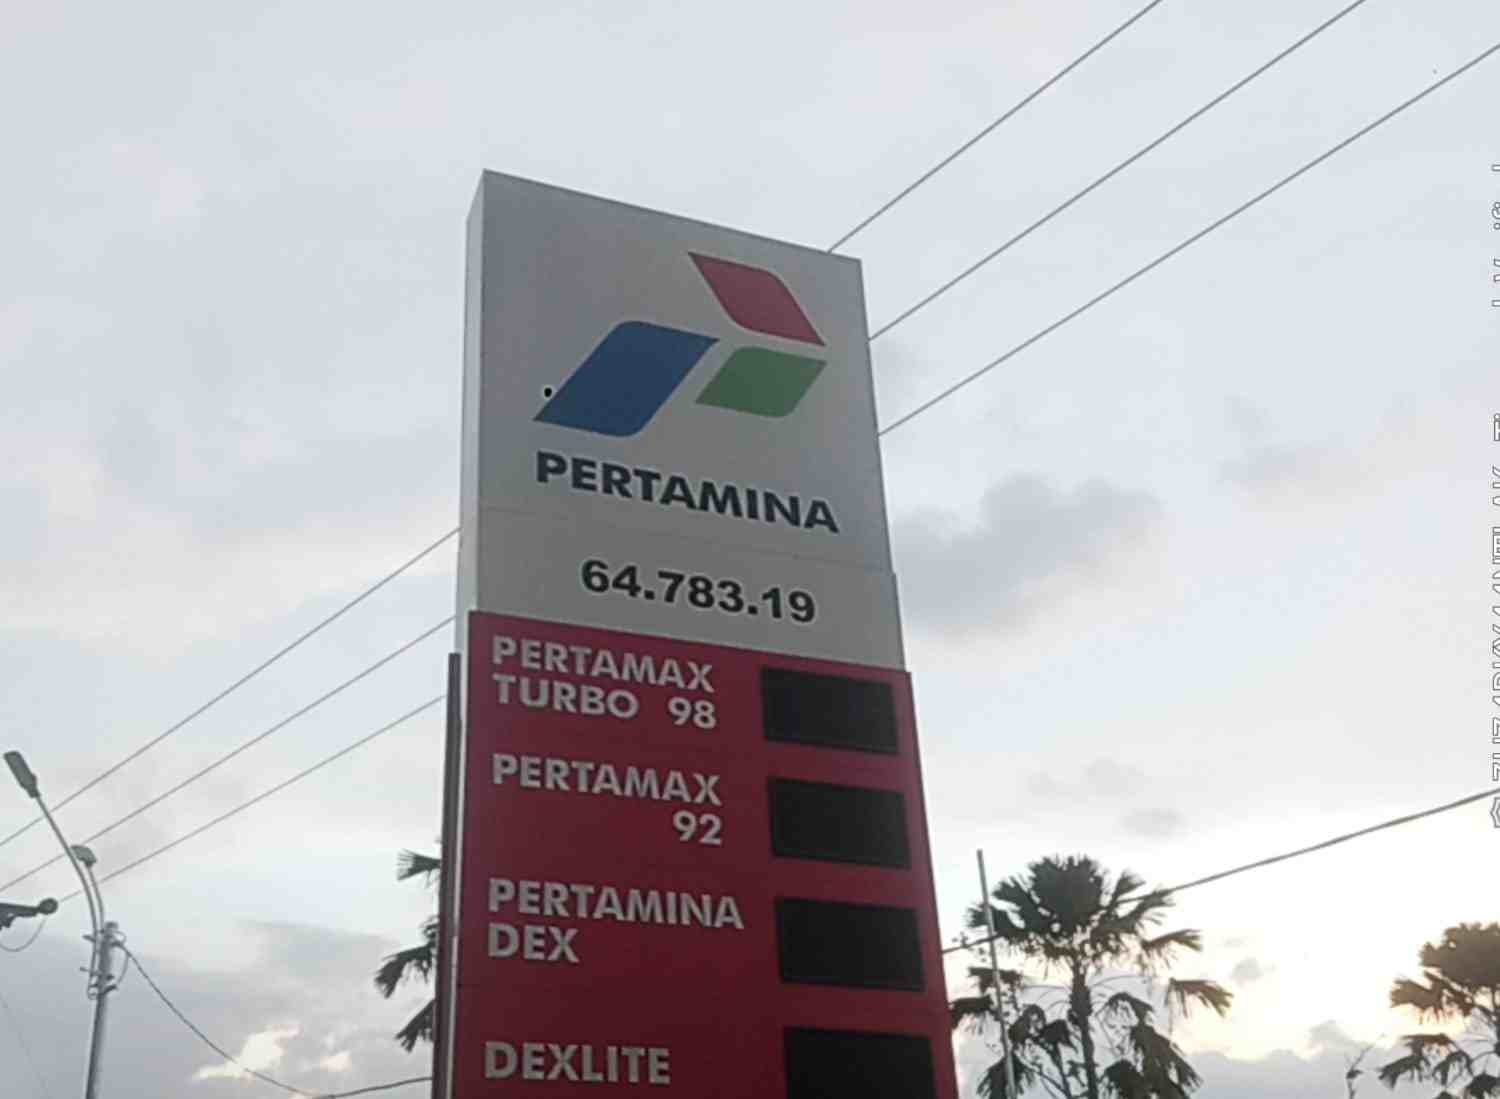 PERTAMINA
64.783.19
PERTAMAX
TURBO 98
PERTAMAX
92
PERTAMINA
DEX
DEXLITE